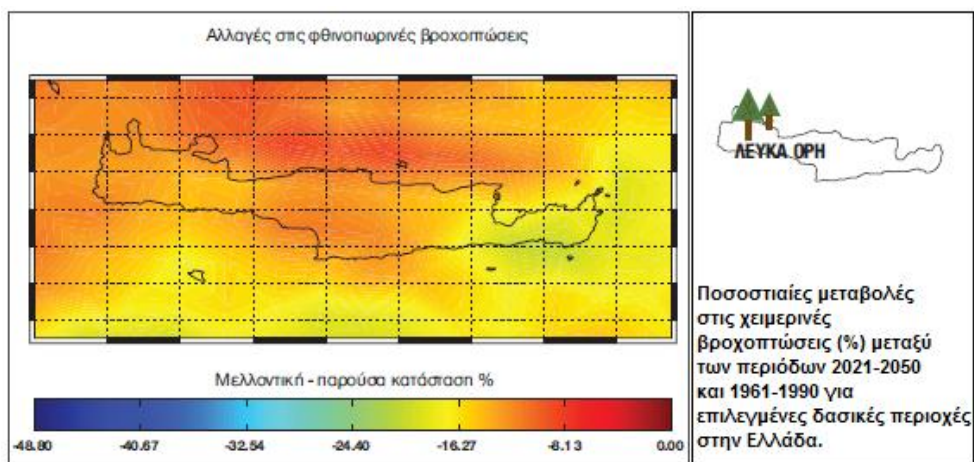 Αλλαγές στις φθινοπωρινές βροχοπτώσεις
Μελλοντική - παρούσα κατάσταση %
-48.80 -40.67 -32.54 -24.40 -16.27 -8.13 0.00
ΛΕΥΚΑ ΟΡΗ
Ποσοστιαίες μεταβολές
στις χειμερινές
βροχοπτώσεις (%) μεταξύ
των περιόδων 2021-2050
και 1961-1990 για
επιλεγμένες δασικές περιοχές
στην Ελλάδα.